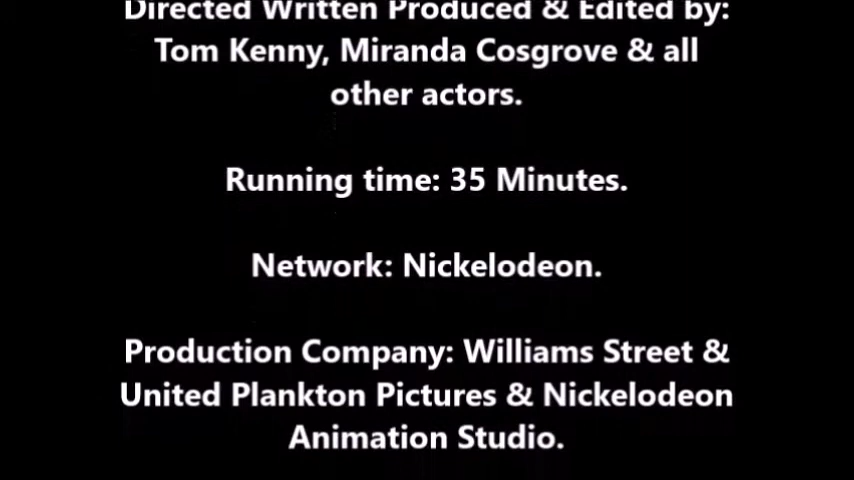 Directed Written Produced & Edited by:
Tom Kenny, Miranda Cosgrove & all
other actors.
Running time: 35 Minutes.
Network: Nickelodeon.
Production Company: Williams Street &
United Plankton Pictures & Nickelodeon
Animation Studio.